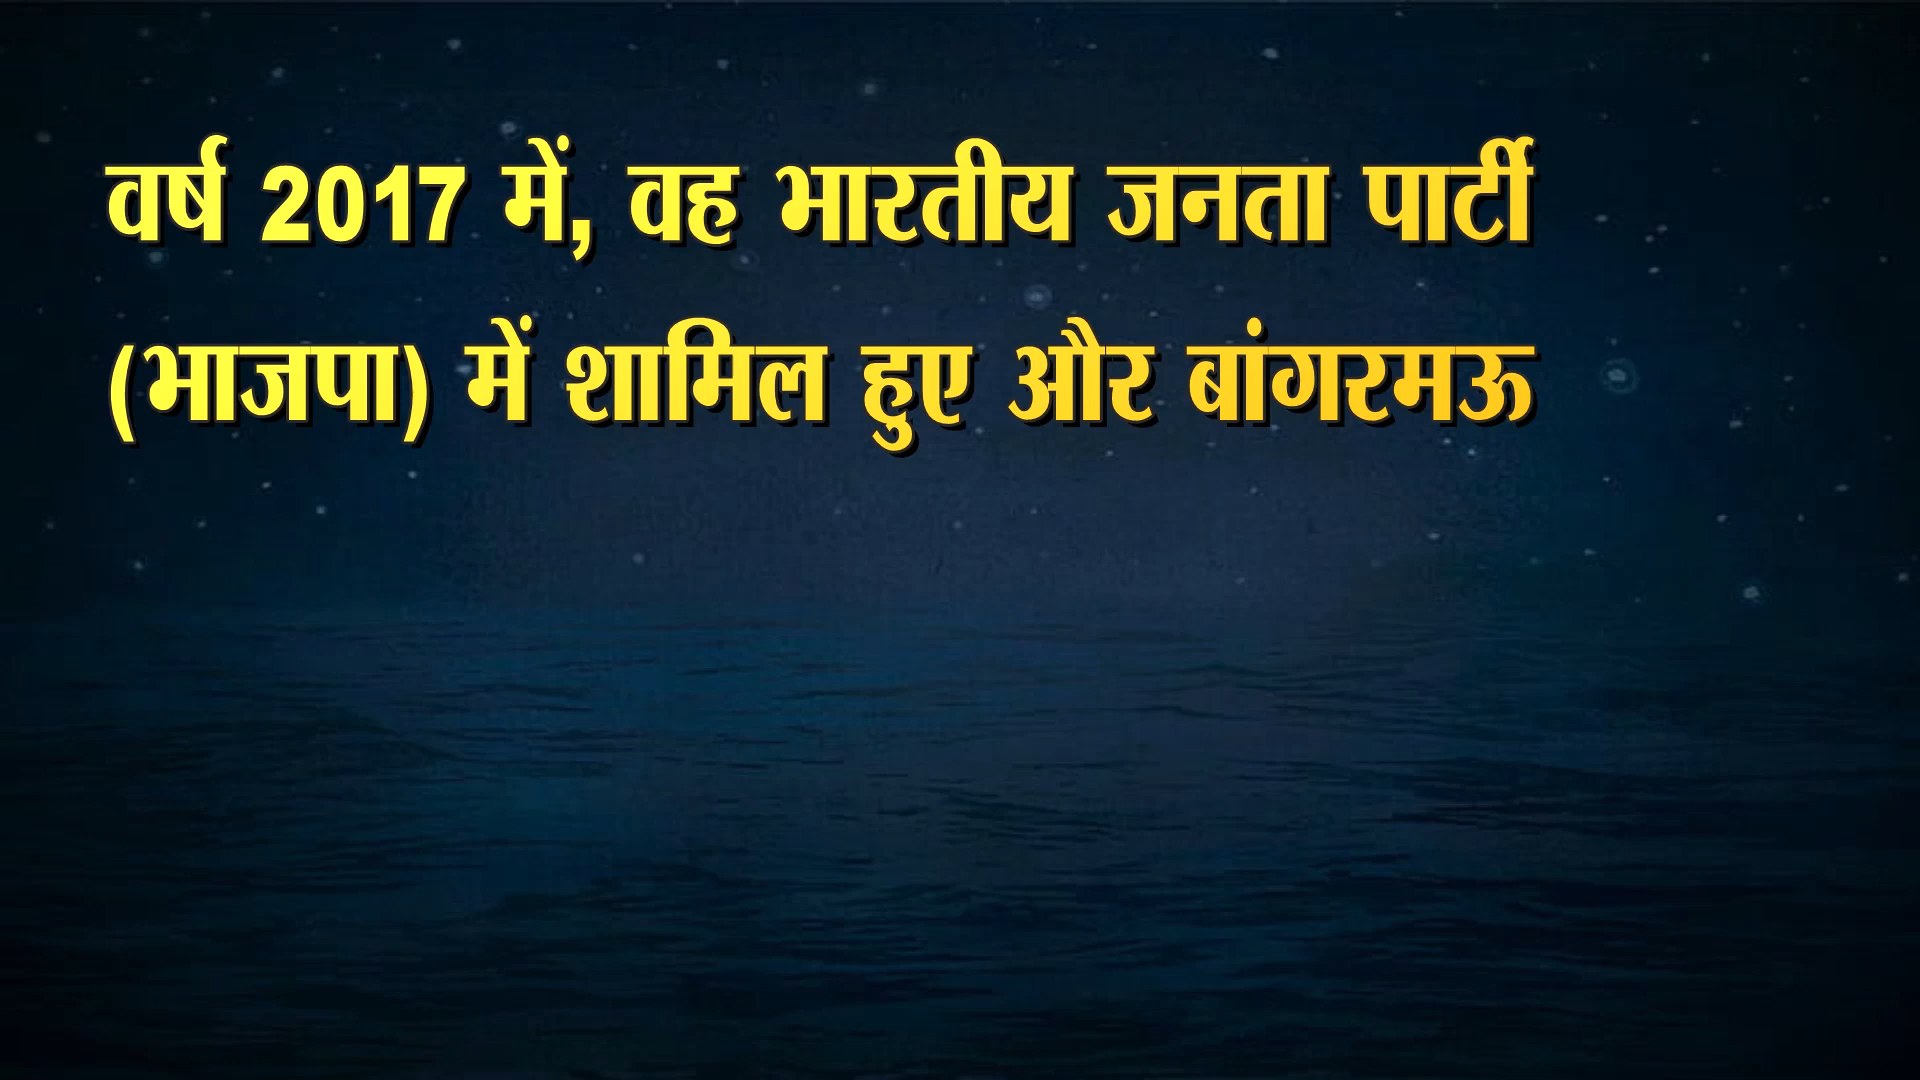 वर्ष 2017 में, वह भारतीय जनता पार्टी
(भाजपा) में शामिल हुए और बांगरमऊ